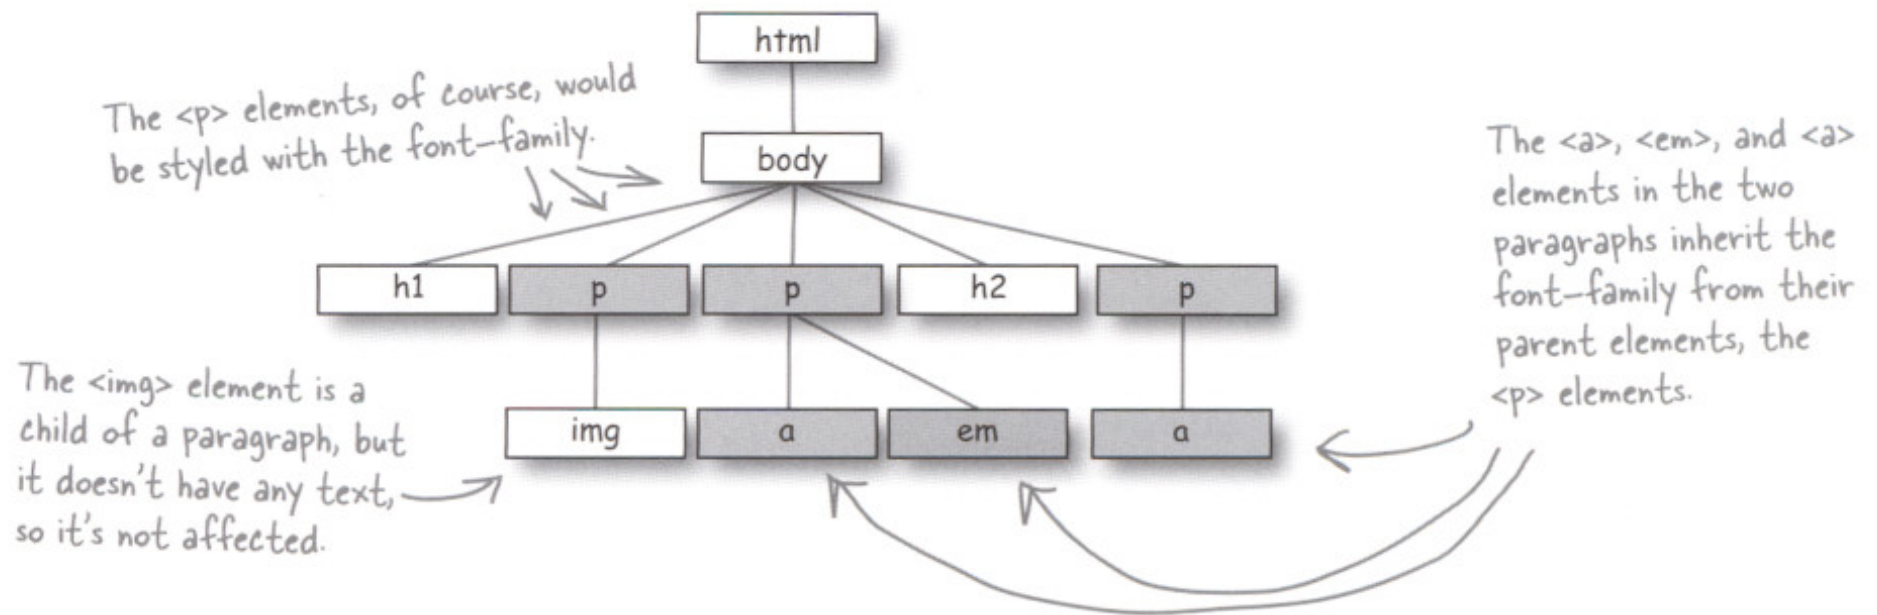 html
The <p> elements, of course, would
be styled with the font-family.
body
The <a>, <em>, and <a>
elements in the two
paragraphs inherit the
font-family from their
parent elements, the
<p> elements.
h1 p p h2 p
The <img> element is a
child of a paragraph, but
it doesn't have any text,
so it's not affected.
img a em a